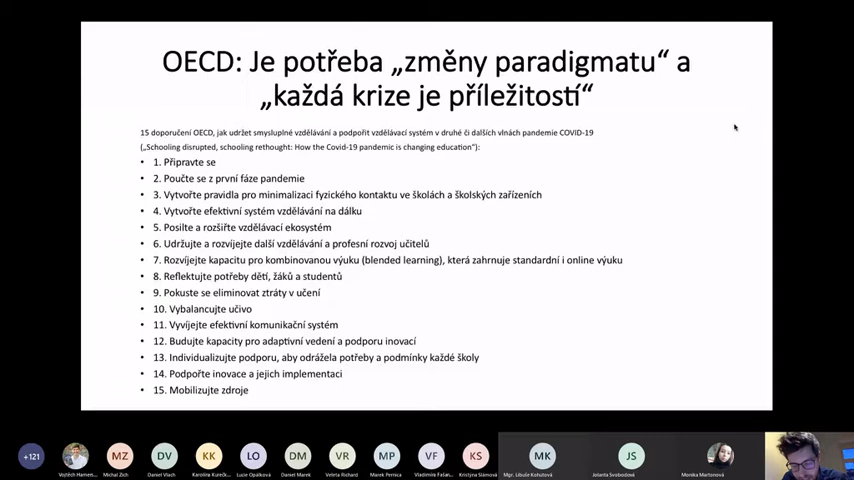 OECD: Je potřeba „změny paradigmatu“ a
„každá krize je příležitostí“
15 doporučení OECD, jak udržet smysluplné vzdělávání a podpořit vzdělávací systém v druhé či dalších vlnách pandemie COVID-19
(„Schooling disrupted, schooling rethought: How the Covid-19 pandemic is changing education“):
• 1. Připravte se
• 2. Poučte se z první fáze pandemie
• 3. Vytvořte pravidla pro minimalizaci fyzického kontaktu ve školách a školských zařízeních
• 4. Vytvořte efektivní systém vzdělávání na dálku
• 5. Posilte a rozšiřte vzdělávací ekosystém
• 6. Udržujte a rozvíjejte další vzdělávání a profesní rozvoj učitelů
• 7. Rozvíjejte kapacitu pro kombinovanou výuku (blended learning), která zahrnuje standardní i online výuku
• 8. Reflektujte potřeby dětí, žáků a studentů
• 9. Pokuste se eliminovat ztráty v učení
• 10. Vybalancujte učivo
• 11. Vyvíjejte efektivní komunikační systém
• 12. Budujte kapacity pro adaptivní vedení a podporu inovací
• 13. Individualizujte podporu, aby odrážela potřeby a podmínky každé školy
• 14. Podpořte inovace a jejich implementaci
• 15. Mobilizujte zdroje
+121 MZ DV KK LO DM VR MP VF KS MK JS
Vojtěch Hamen... Michal Zich Daniel Vlach Karolína Kurečk... Lucie Opálková Daniel Marek Veleta Richard Marek Pernica Vladimíra Fasan... Kristýna Slámová Mgr. Libuše Kohutová Jolanta Svobodová Monika Martonová